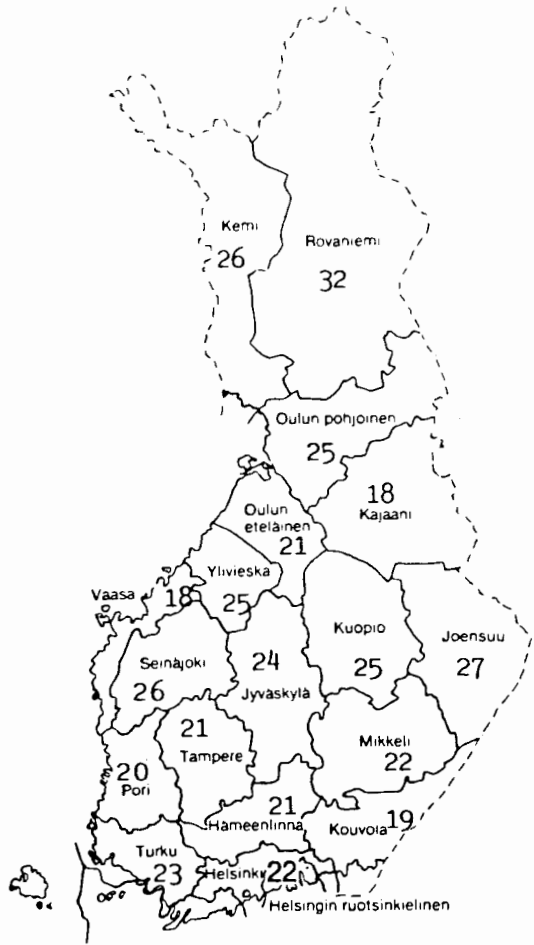 Kemi
26
Rovaniemi
32
Oulun pohjoinen
25
18
Kajaani
Oulun
eteläinen
21
Ylivieska
25
Vaasa
18
Kuopio
25
Joensuu
27
Seinäjoki
26
24
Jyväskylä
21
Tampere
Mikkeli
22
20
Pori
21
Hämeenlinna
Kouvola 19
Turku
23
Helsinki 22
Helsingin ruotsinkielinen